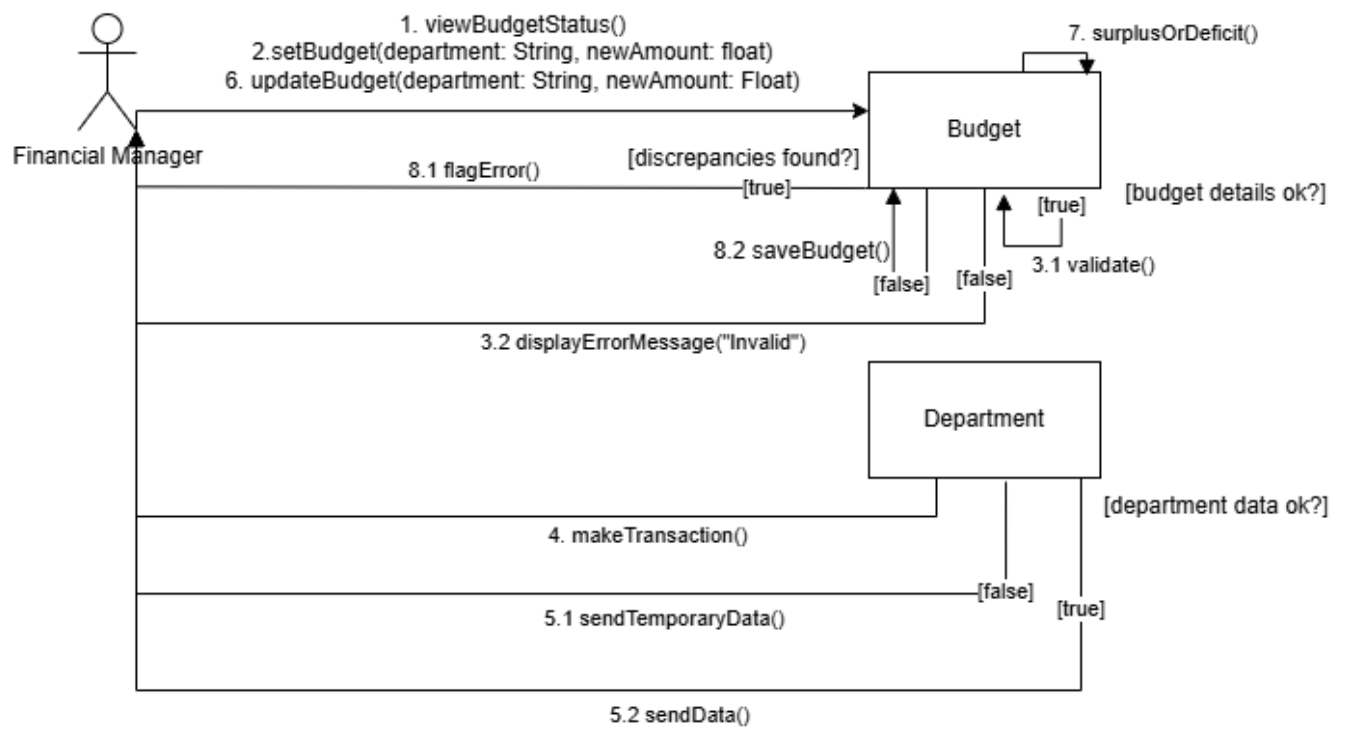 1. viewBudgetStatus()
2.setBudget(department: String, newAmount: float)
6. updateBudget(department: String, newAmount: Float)
7. surplusOrDeficit()
Budget
Financial Manager
8.1 flagError()
[discrepancies found?]
[true]
[budget details ok?]
[true]
8.2 saveBudget()
[false]
[false]
3.1 validate()
3.2 displayErrorMessage("Invalid")
Department
[department data ok?]
4. makeTransaction()
[false]
[true]
5.1 sendTemporaryData()
5.2 sendData()